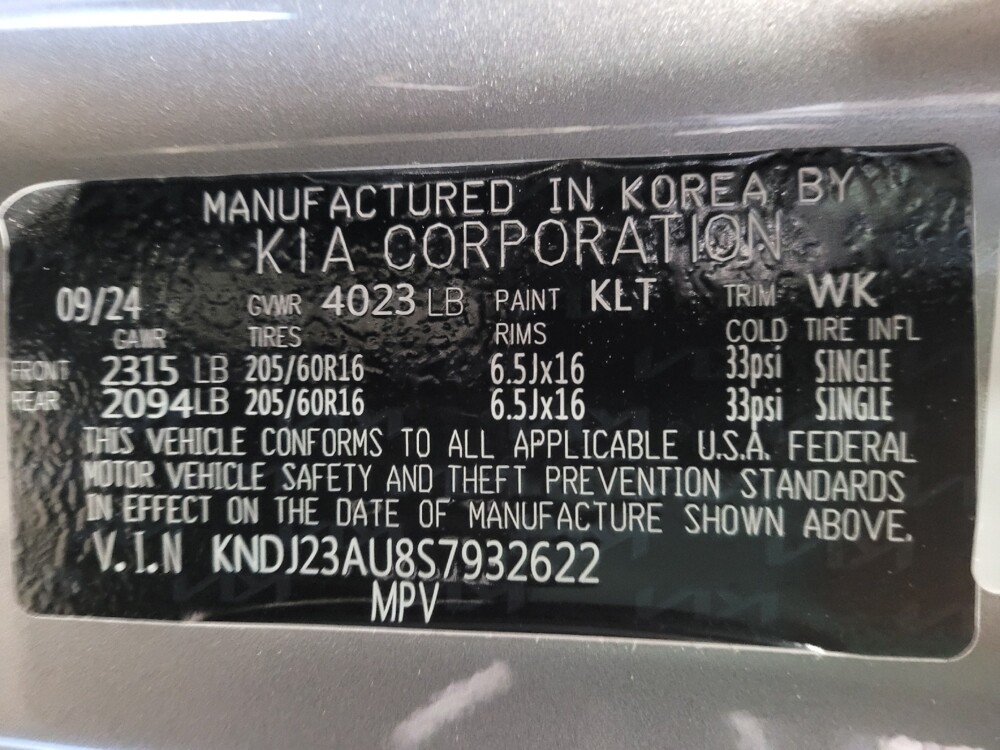 MANUFACTURED IN KOREA BY
KIA CORPORATION
09/24 GVWR 4023 LB PAINT KLT TRIM WK
GAWR TIRES RIMS COLD TIRE INFL
FRONT 2315 LB 205/60R16 6.5Jx16 33psi SINGLE
REAR 2094LB 205/60R16 6.5Jx16 33psi SINGLE
THIS VEHICLE CONFORMS TO ALL APPLICABLE U.S.A. FEDERAL
MOTOR VEHICLE SAFETY AND THEFT PREVENTION STANDARDS
IN EFFECT ON THE DATE OF MANUFACTURE SHOWN ABOVE.
V.I.N KNDJ23AU8S7932622
MPV